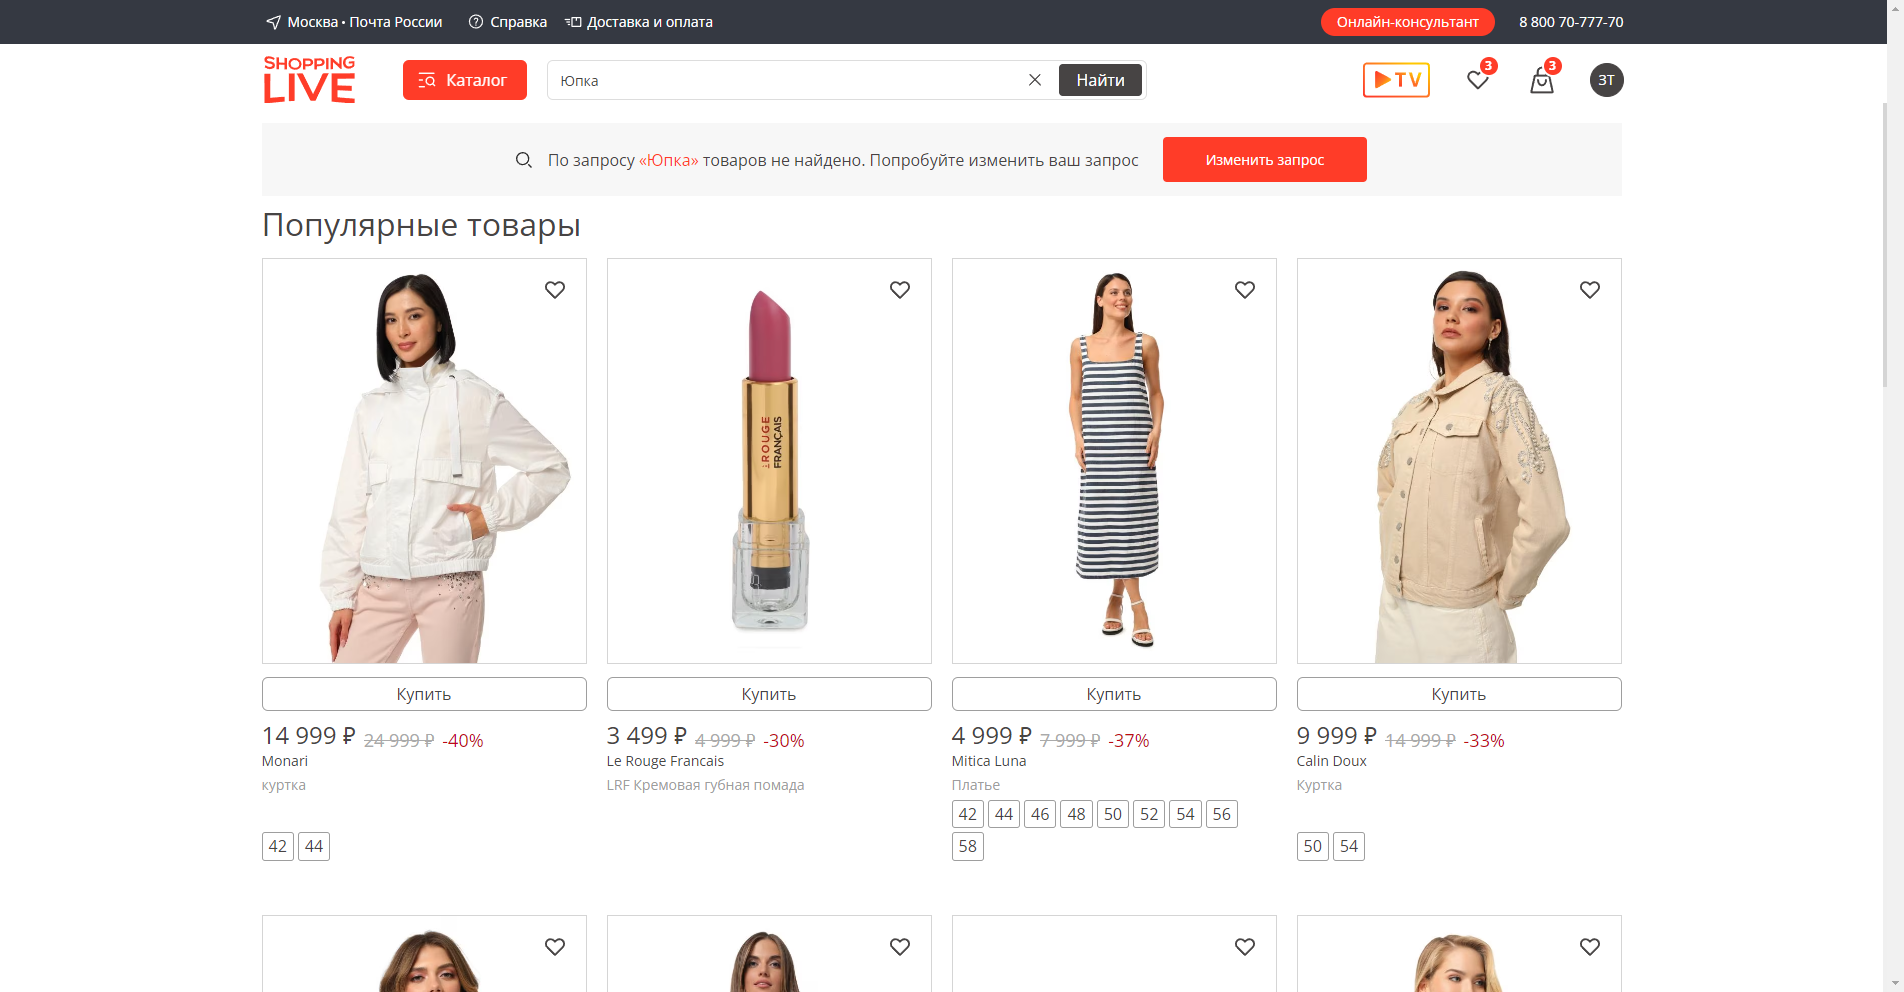 Москва • Почта России
Справка
Доставка и оплата
Онлайн-консультант
8 800 70-777-70
SHOPPING
LIVE
Каталог
Юпка
Найти
TV
3
3
ЗТ
По запросу «Юпка» товаров не найдено. Попробуйте изменить ваш запрос
Изменить запрос
Популярные товары
LE ROUGE
FRANÇAIS
Купить
Купить
Купить
Купить
14 999 ₽ 24 999 ₽ -40%
Monari
куртка
42 44
3 499 ₽ 4 999 ₽ -30%
Le Rouge Francais
LRF Кремовая губная помада
4 999 ₽ 7 999 ₽ -37%
Mitica Luna
Платье
42 44 46 48 50 52 54 56
58
9 999 ₽ 14 999 ₽ -33%
Calin Doux
Куртка
50 54